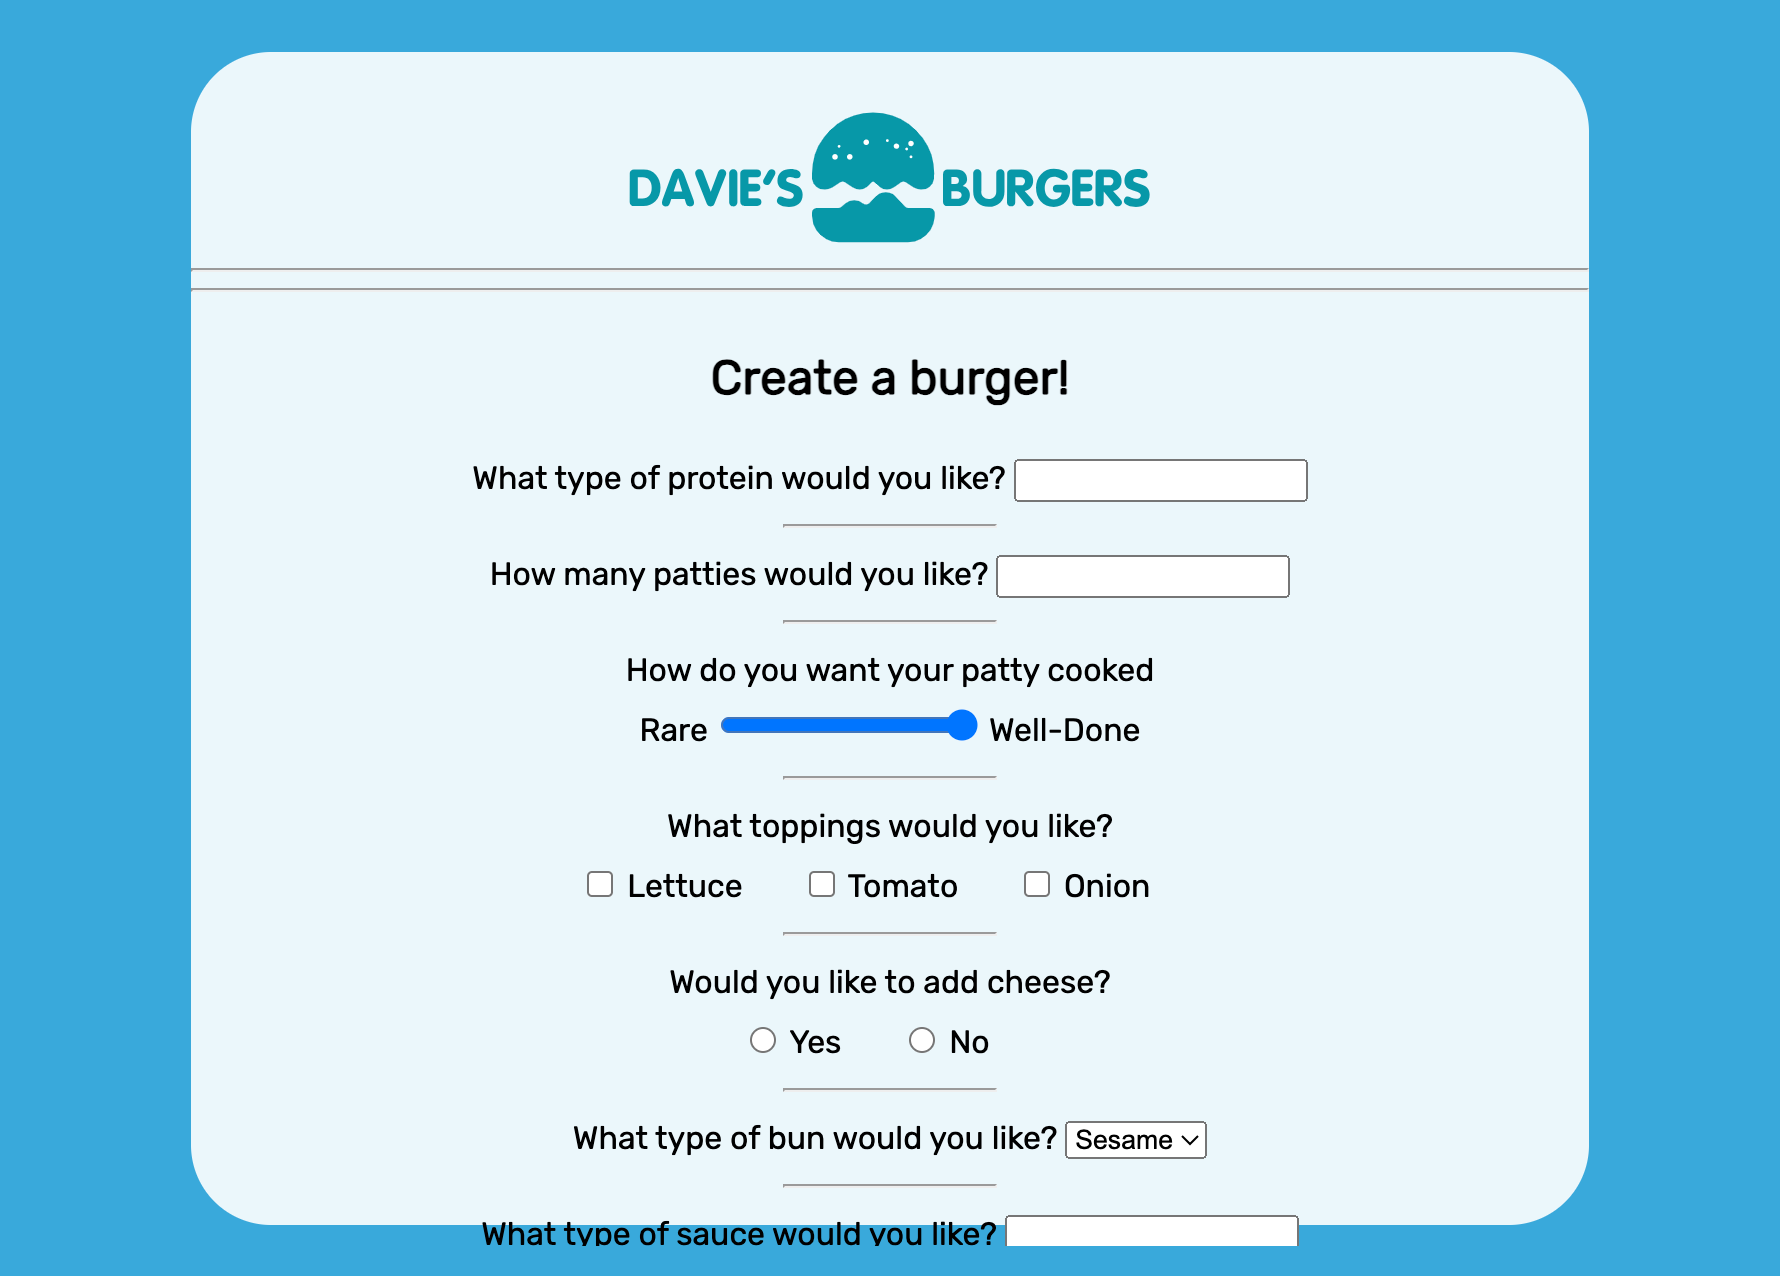 DAVIE'S BURGERS
Create a burger!
What type of protein would you like?
How many patties would you like?
How do you want your patty cooked
Rare Well-Done
What toppings would you like?
Lettuce Tomato Onion
Would you like to add cheese?
Yes No
What type of bun would you like? Sesame
What type of sauce would you like?